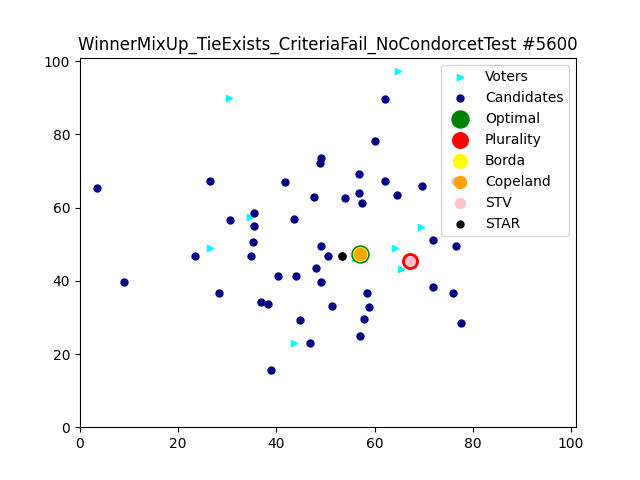 WinnerMixUp_TieExists_CriteriaFail_NoCondorcetTest #5600
100
80
60
40
20
0
0 20 40 60 80 100
Voters
Candidates
Optimal
Plurality
Borda
Copeland
STV
STAR